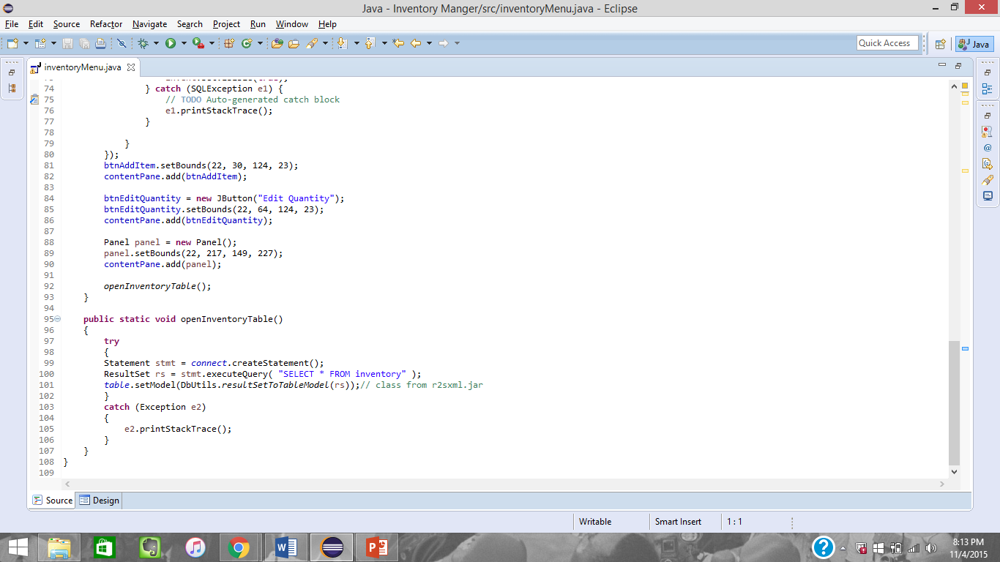 Java - Inventory Manger/src/inventoryMenu.java - Eclipse
File Edit Source Refactor Navigate Search Project Run Window Help
Quick Access
Java
inventoryMenu.java
74 } catch (SQLException e1) {
75 // TODO Auto-generated catch block
76 e1.printStackTrace();
77 }
78
79 }
80 });
81 btnAddItem.setBounds(22, 30, 124, 23);
82 contentPane.add(btnAddItem);
83
84 btnEditQuantity = new JButton("Edit Quantity");
85 btnEditQuantity.setBounds(22, 64, 124, 23);
86 contentPane.add(btnEditQuantity);
87
88 Panel panel = new Panel();
89 panel.setBounds(22, 217, 149, 227);
90 contentPane.add(panel);
91
92 openInventoryTable();
93 }
94
95 public static void openInventoryTable()
96 {
97 try
98 {
99 Statement stmt = connect.createStatement();
100 ResultSet rs = stmt.executeQuery( "SELECT * FROM inventory" );
101 table.setModel(DbUtils.resultSetToTableModel(rs));// class from r2sxml.jar
102 }
103 catch (Exception e2)
104 {
105 e2.printStackTrace();
106 }
107 }
108 }
109
Source Design
Writable Smart Insert 1 : 1
8:13 PM
11/4/2015